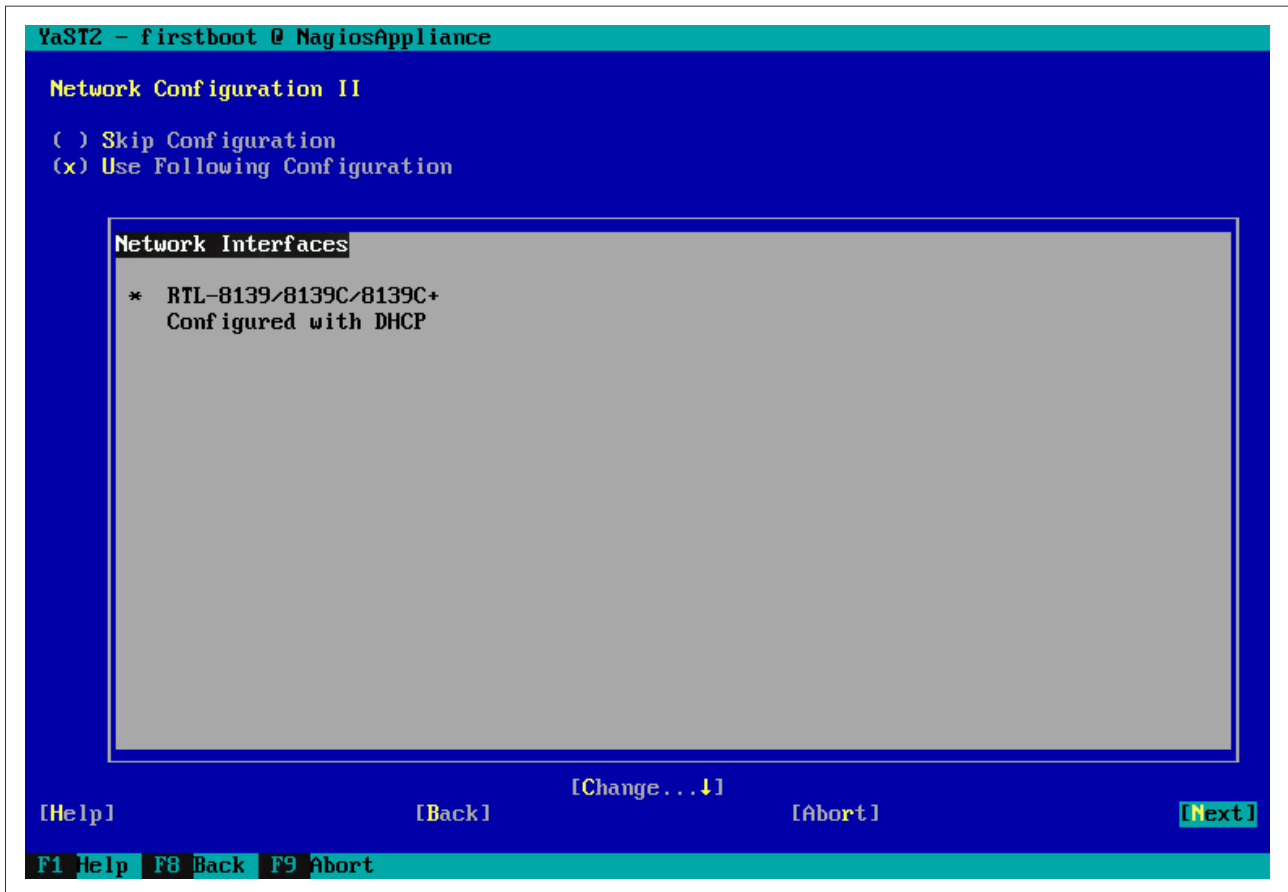 YaST2 - firstboot @ NagiosAppliance
Network Configuration II
( ) Skip Configuration
(x) Use Following Configuration
Network Interfaces
* RTL-8139/8139C/8139C+
Configured with DHCP
[Change...↓]
[Help] [Back] [Abort] [Next]
F1 Help F8 Back F9 Abort